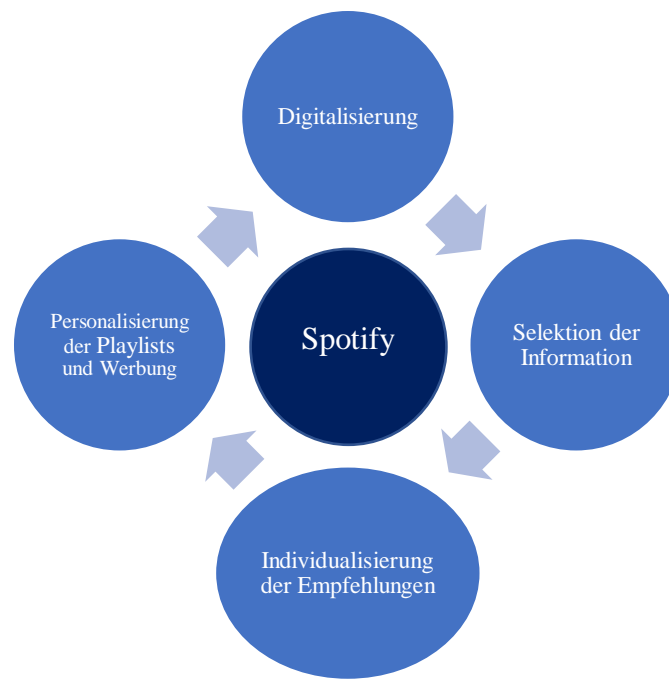 Digitalisierung
Personalisierung
der Playlists
und Werbung
Spotify
Selektion der
Information
Individualisierung
der Empfehlungen